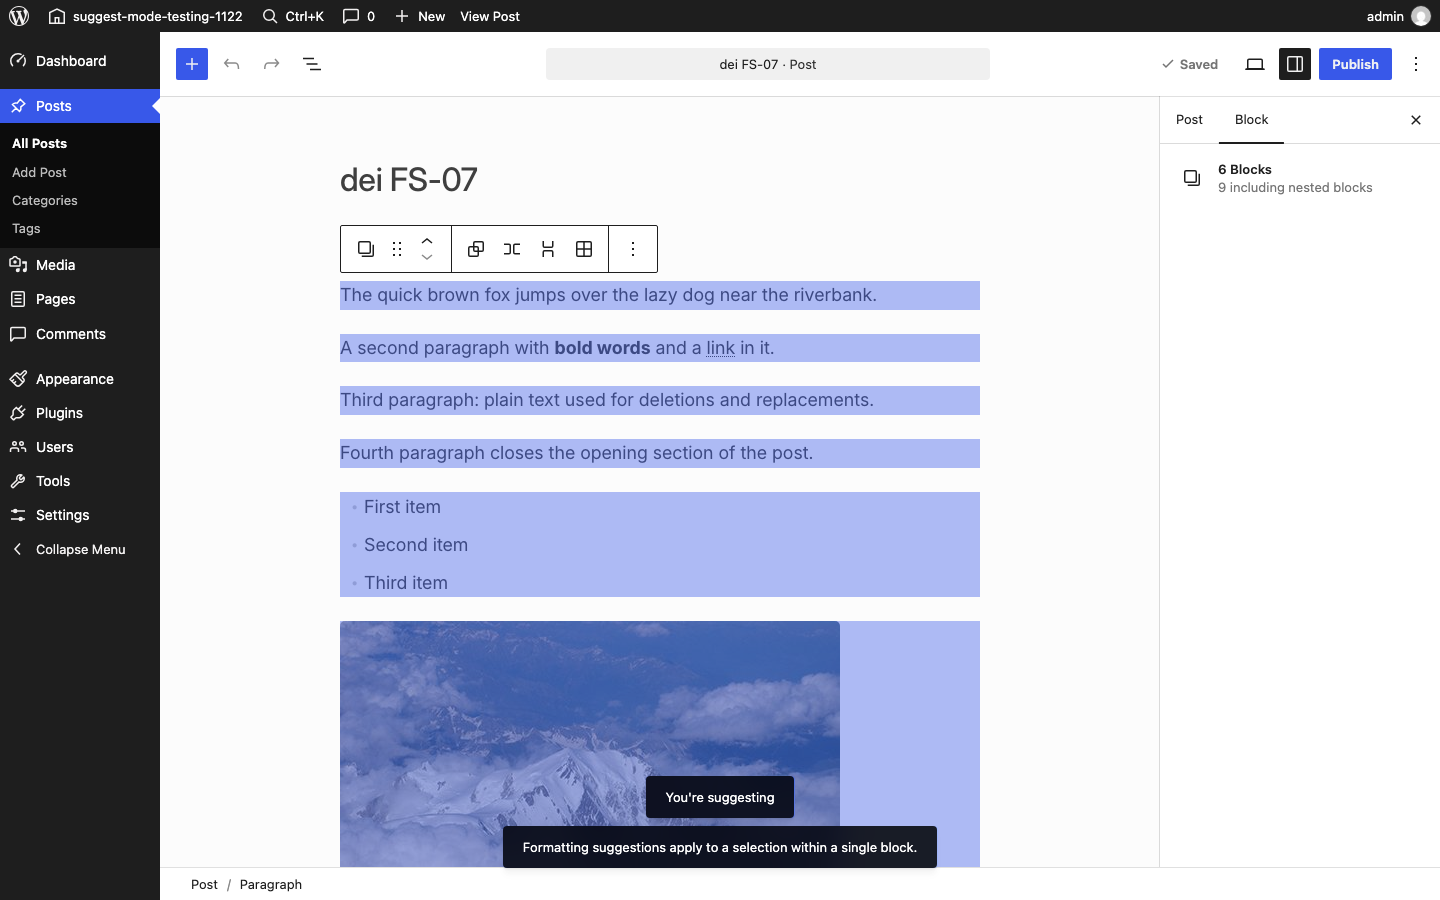 suggest-mode-testing-1122
Ctrl+K
0
New
View Post
admin
Dashboard
Posts
All Posts
Add Post
Categories
Tags
Media
Pages
Comments
Appearance
Plugins
Users
Tools
Settings
Collapse Menu
dei FS-07 · Post
Saved
Publish
Post
Block
6 Blocks
9 including nested blocks
dei FS-07
The quick brown fox jumps over the lazy dog near the riverbank.
A second paragraph with bold words and a link in it.
Third paragraph: plain text used for deletions and replacements.
Fourth paragraph closes the opening section of the post.
First item
Second item
Third item
You're suggesting
Formatting suggestions apply to a selection within a single block.
Post / Paragraph